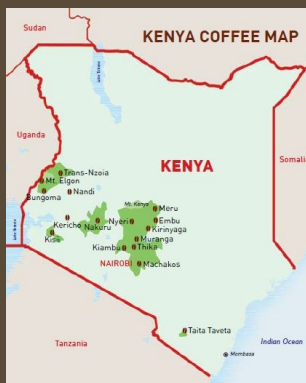 Sudan
KENYA COFFEE MAP
Uganda
KENYA
Somalia
Trans-Nzoia
Mt. Elgon
Nandi
Bungoma
Mt. Kenya
Meru
Kericho
Nyeri
Embu
Nakuru
Kirinyaga
Kisii
Muranga
Kiambu
Thika
NAIROBI
Machakos
Taita Taveta
Indian Ocean
Tanzania
Mombasa